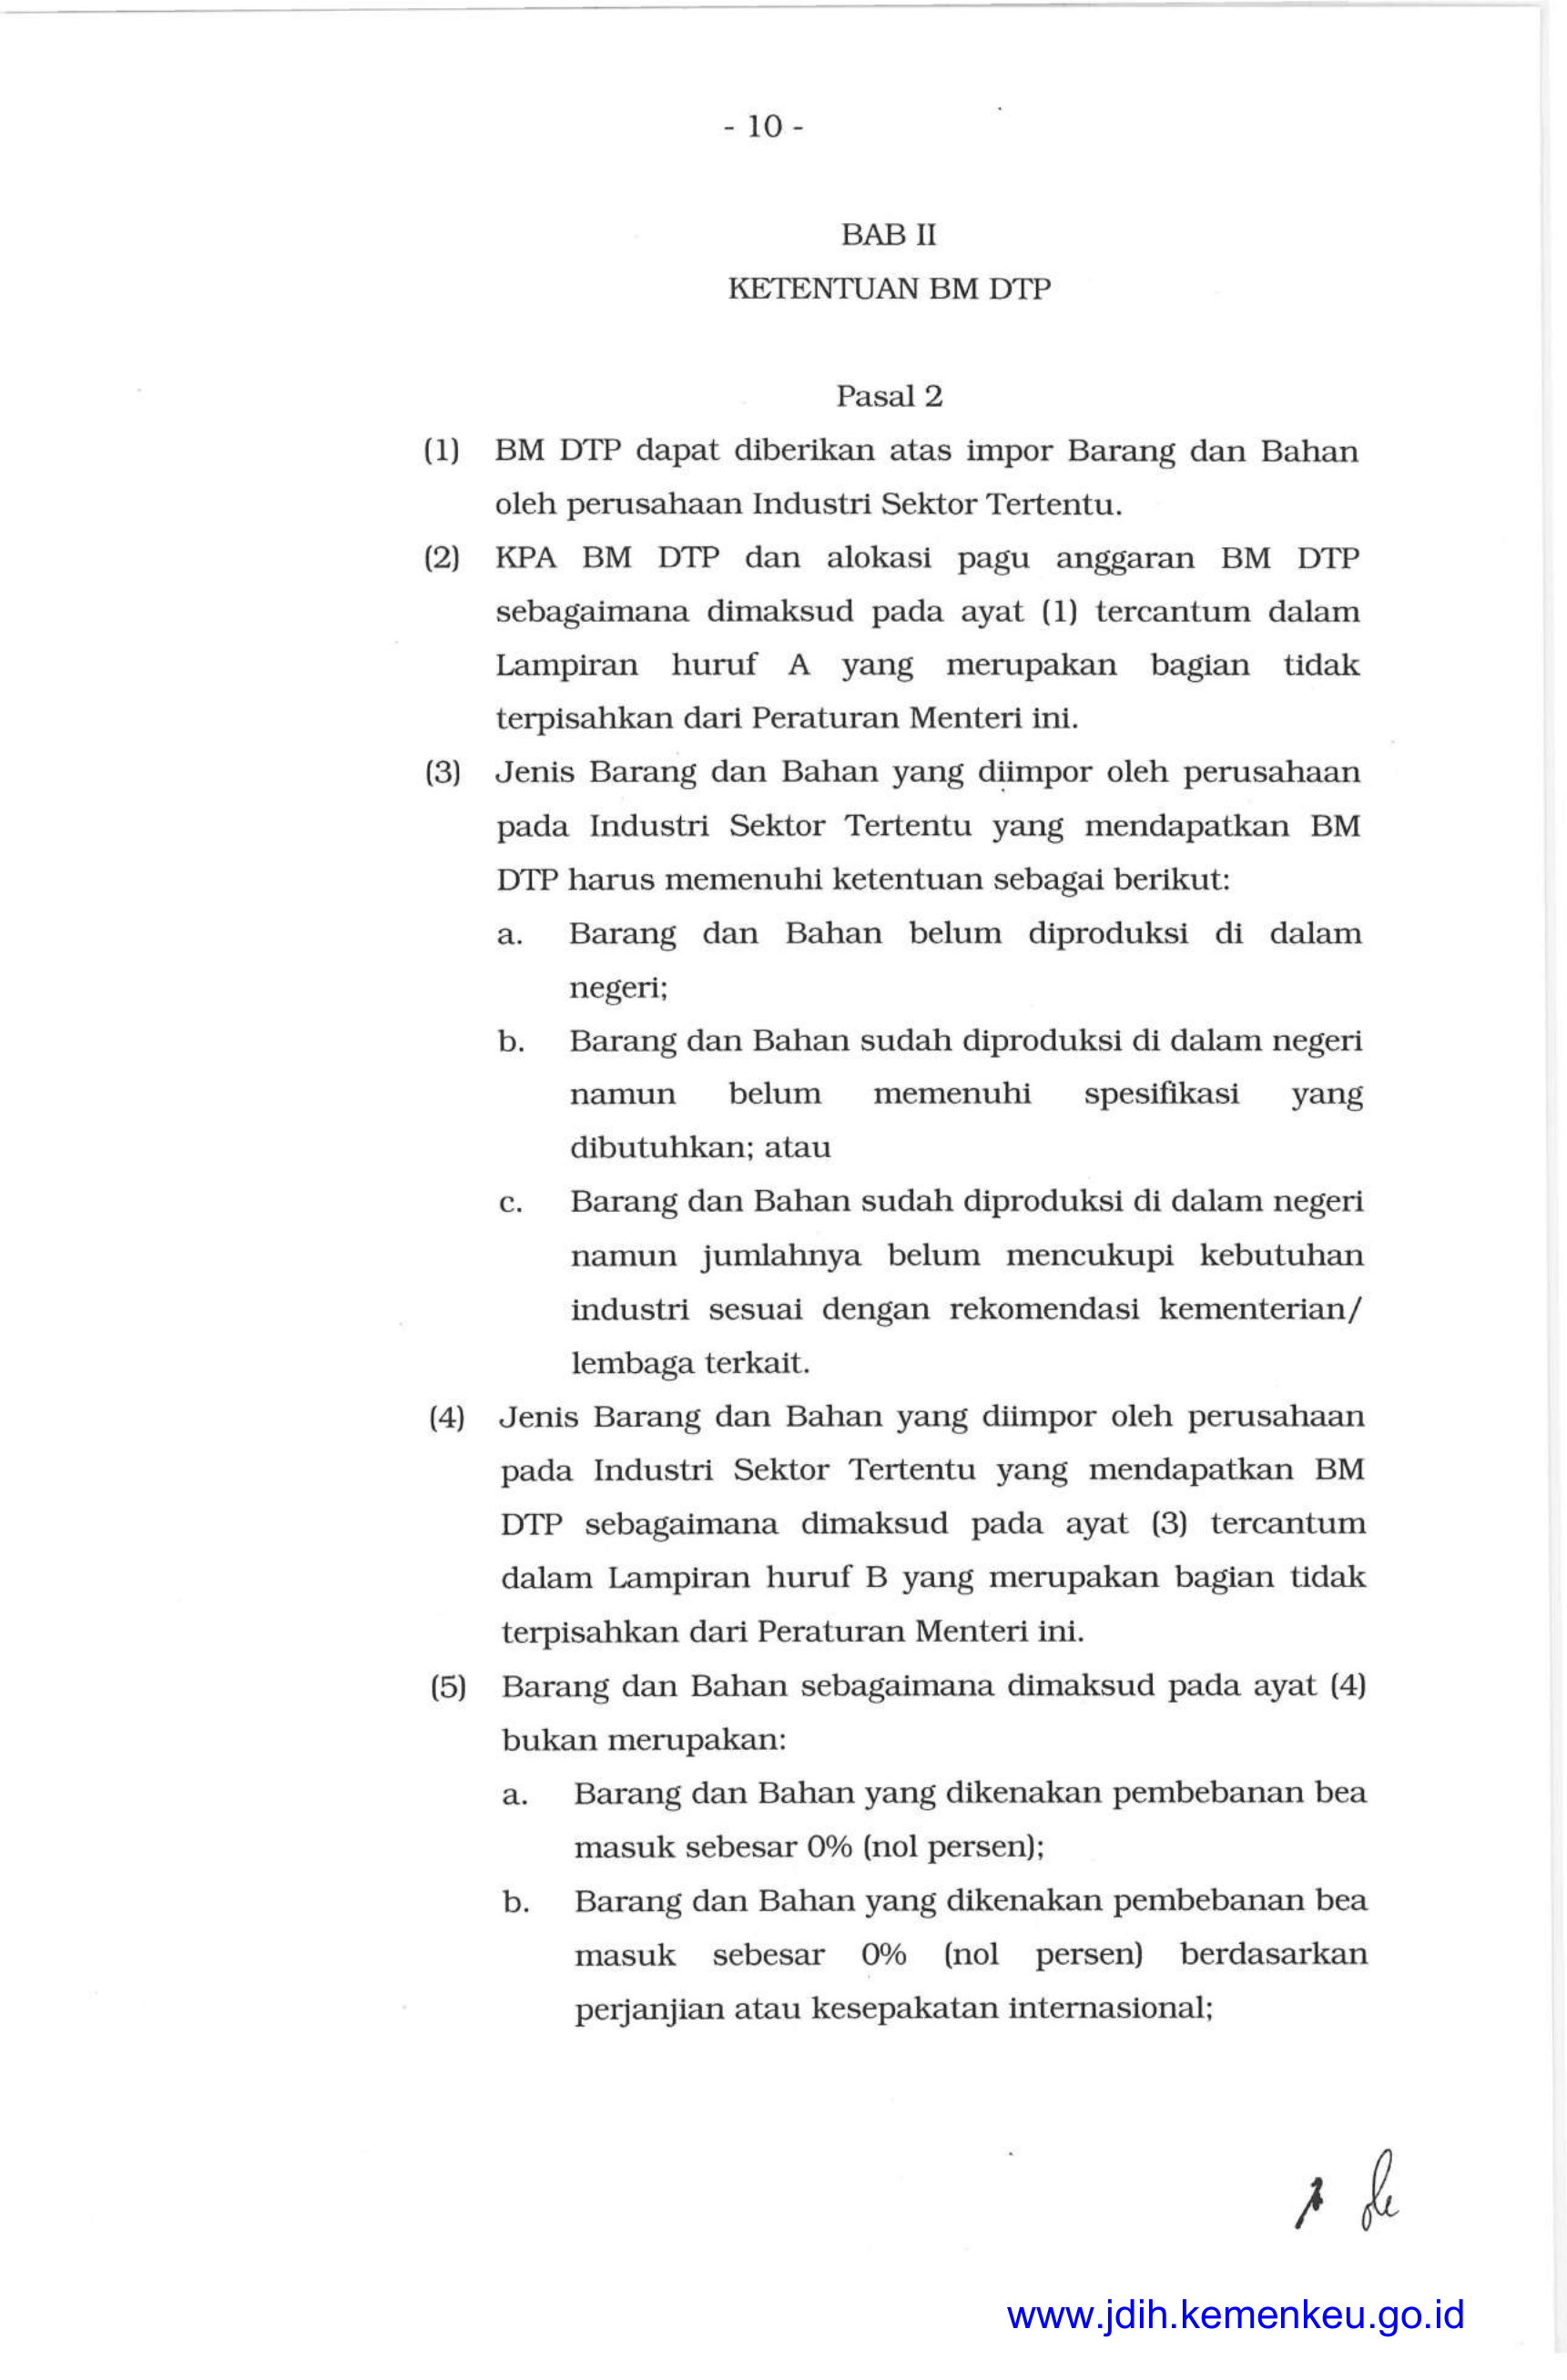 - 10 -
BAB II
KETENTUAN BM DTP
Pasal 2
(1) BM DTP dapat diberikan atas impor Barang dan Bahan
oleh perusahaan Industri Sektor Tertentu.
(2) KPA BM DTP dan alokasi pagu anggaran BM DTP
sebagaimana dimaksud pada ayat (1) tercantum dalam
Lampiran huruf A yang merupakan bagian tidak
terpisahkan dari Peraturan Menteri ini.
(3) Jenis Barang dan Bahan yang diimpor oleh perusahaan
pada Industri Sektor Tertentu yang mendapatkan BM
DTP harus memenuhi ketentuan sebagai berikut:
a. Barang dan Bahan belum diproduksi di dalam
negeri;
b. Barang dan Bahan sudah diproduksi di dalam negeri
namun belum memenuhi spesifikasi yang
dibutuhkan; atau
c. Barang dan Bahan sudah diproduksi di dalam negeri
namun jumlahnya belum mencukupi kebutuhan
industri sesuai dengan rekomendasi kementerian/
lembaga terkait.
(4) Jenis Barang dan Bahan yang diimpor oleh perusahaan
pada Industri Sektor Tertentu yang mendapatkan BM
DTP sebagaimana dimaksud pada ayat (3) tercantum
dalam Lampiran huruf B yang merupakan bagian tidak
terpisahkan dari Peraturan Menteri ini.
(5) Barang dan Bahan sebagaimana dimaksud pada ayat (4)
bukan merupakan:
a. Barang dan Bahan yang dikenakan pembebanan bea
masuk sebesar 0% (nol persen);
b. Barang dan Bahan yang dikenakan pembebanan bea
masuk sebesar 0% (nol persen) berdasarkan
perjanjian atau kesepakatan internasional;
www.jdih.kemenkeu.go.id